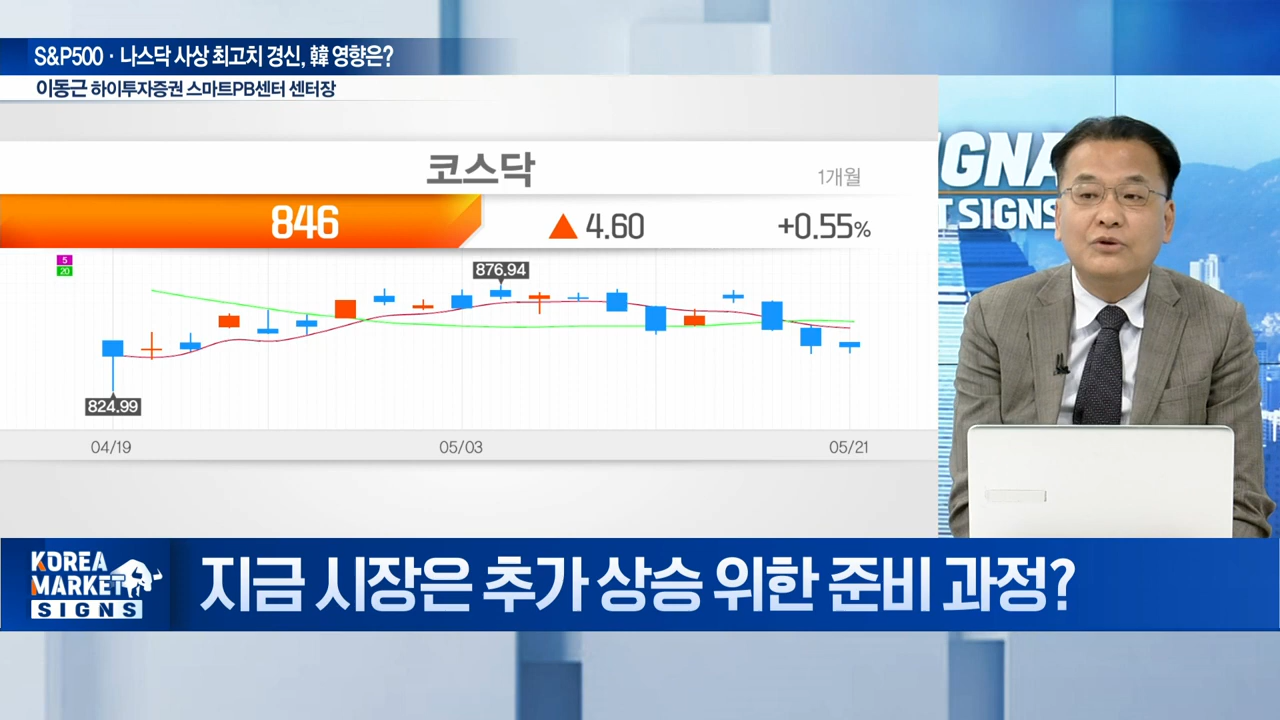 S&P500 · 나스닥 사상 최고치 경신, 韓 영향은?
이동근 하이투자증권 스마트PB센터 센터장
코스닥
1개월
846 ▲ 4.60 +0.55%
5
20
876.94
824.99
04/19 05/03 05/21
IGNA
T SIGNS
KOREA
MARKET
SIGNS
지금 시장은 추가 상승 위한 준비 과정?